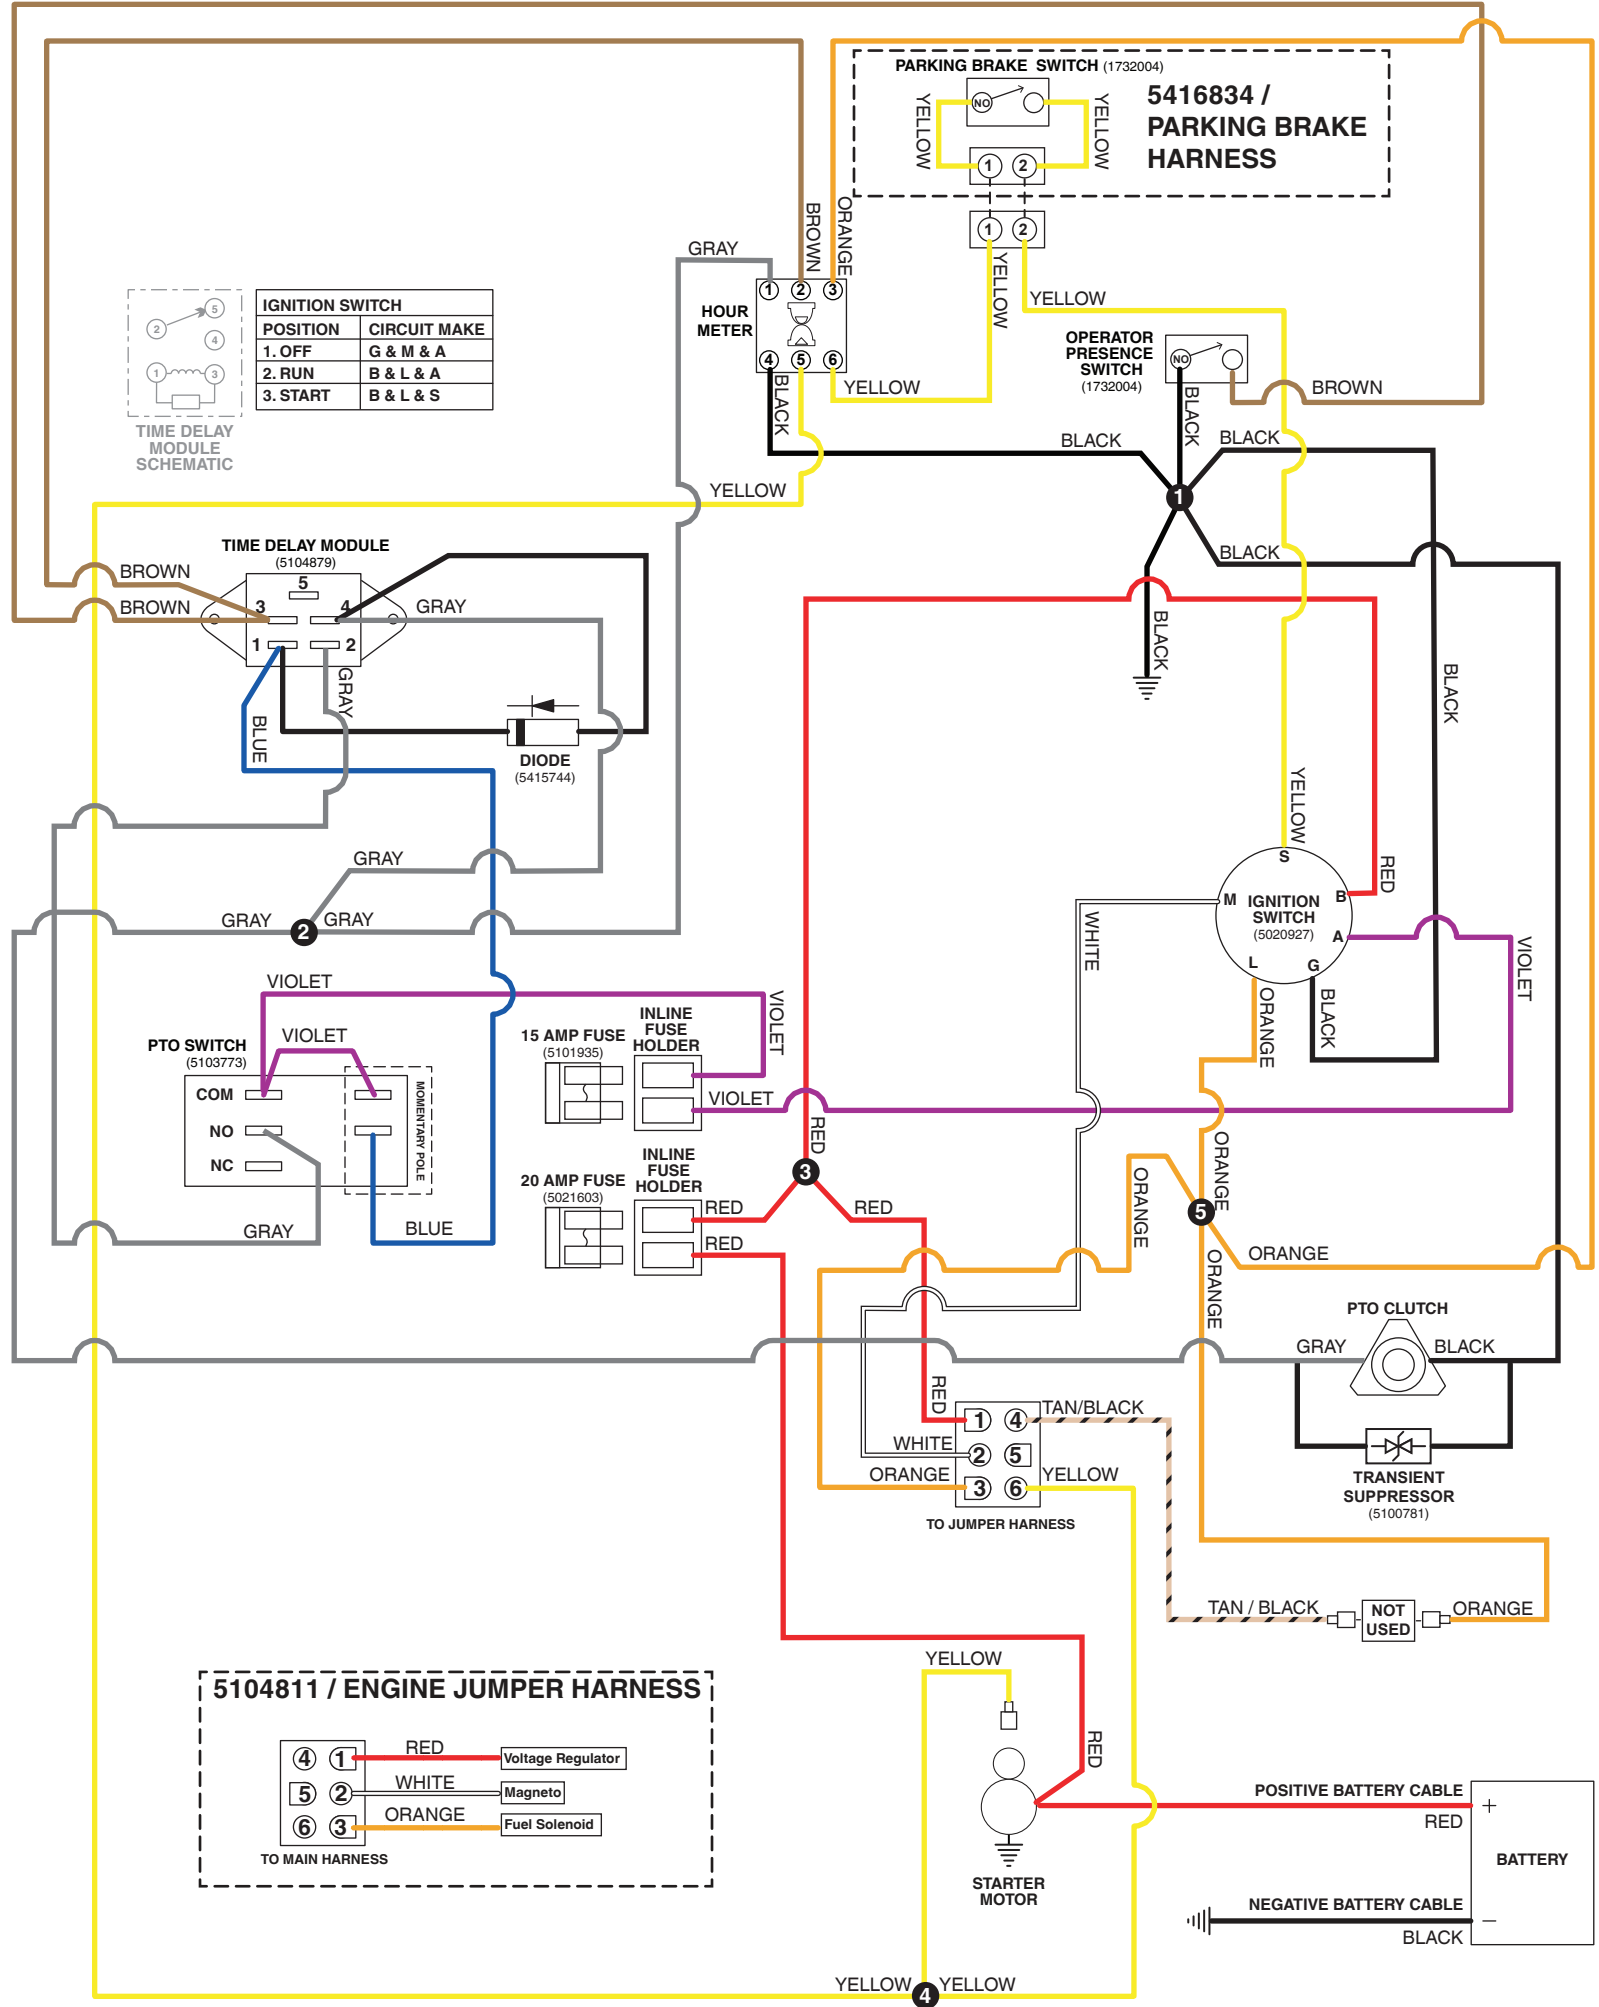 PARKING BRAKE SWITCH (1732004)
NO
YELLOW
YELLOW
1
2
5416834 /
PARKING BRAKE
HARNESS
1
2
YELLOW
YELLOW
GRAY
BROWN
ORANGE
HOUR
METER
1
2
3
4
5
6
BLACK
YELLOW
YELLOW
OPERATOR
PRESENCE
SWITCH
(1732004)
NO
BLACK
BROWN
BLACK
BLACK
1
BLACK
BLACK
BLACK
5
2
4
1
3
TIME DELAY
MODULE
SCHEMATIC
IGNITION SWITCH
POSITION CIRCUIT MAKE
1. OFF G & M & A
2. RUN B & L & A
3. START B & L & S
TIME DELAY MODULE
(5104879)
5
3
4
1
2
BROWN
BROWN
GRAY
GRAY
BLUE
DIODE
(5415744)
GRAY
GRAY
GRAY
2
YELLOW
RED
WHITE
S
M
B
A
L
G
IGNITION
SWITCH
(5020927)
VIOLET
ORANGE
BLACK
VIOLET
VIOLET
VIOLET
PTO SWITCH
(5103773)
COM
NO
NC
MOMENTARY POLE
GRAY
BLUE
15 AMP FUSE
(5101935)
INLINE
FUSE
HOLDER
VIOLET
RED
3
20 AMP FUSE
(5021603)
INLINE
FUSE
HOLDER
RED
RED
RED
ORANGE
ORANGE
5
ORANGE
ORANGE
PTO CLUTCH
GRAY
BLACK
TRANSIENT
SUPPRESSOR
(5100781)
RED
WHITE
ORANGE
1
4
2
5
3
6
TAN/BLACK
YELLOW
TO JUMPER HARNESS
TAN / BLACK
NOT
USED
ORANGE
5104811 / ENGINE JUMPER HARNESS
4
1
5
2
6
3
RED
Voltage Regulator
WHITE
Magneto
ORANGE
Fuel Solenoid
TO MAIN HARNESS
YELLOW
RED
STARTER
MOTOR
POSITIVE BATTERY CABLE
RED
+
BATTERY
NEGATIVE BATTERY CABLE
BLACK
–
YELLOW
4
YELLOW